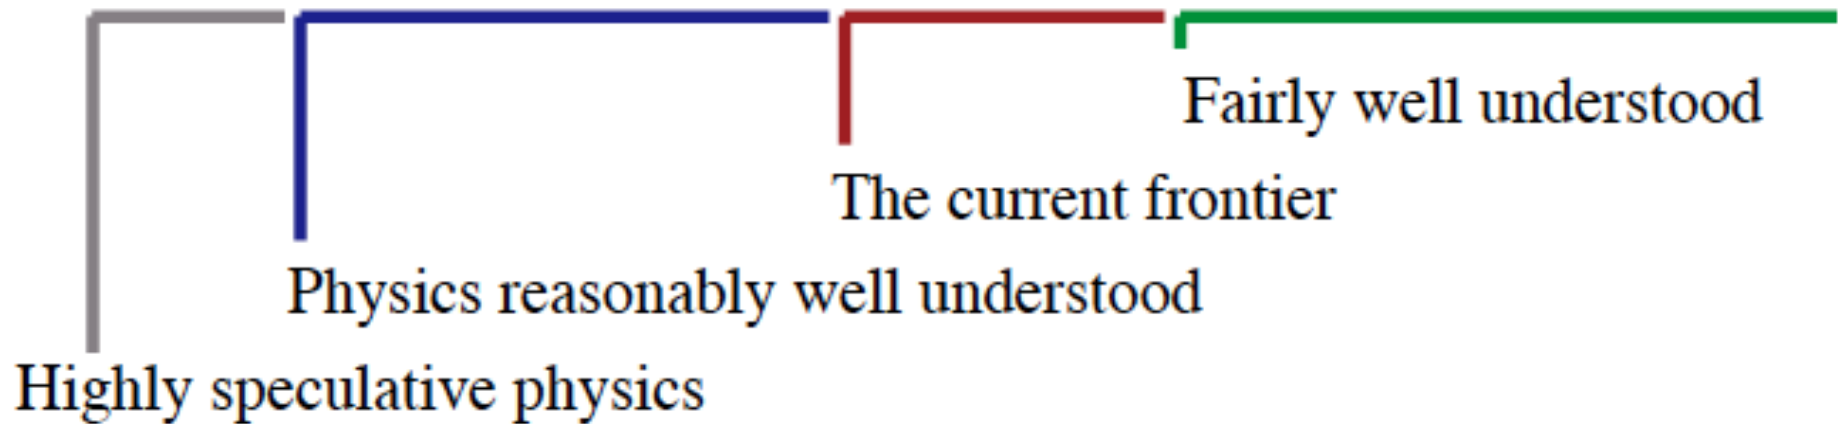 Fairly well understood
The current frontier
Physics reasonably well understood
Highly speculative physics